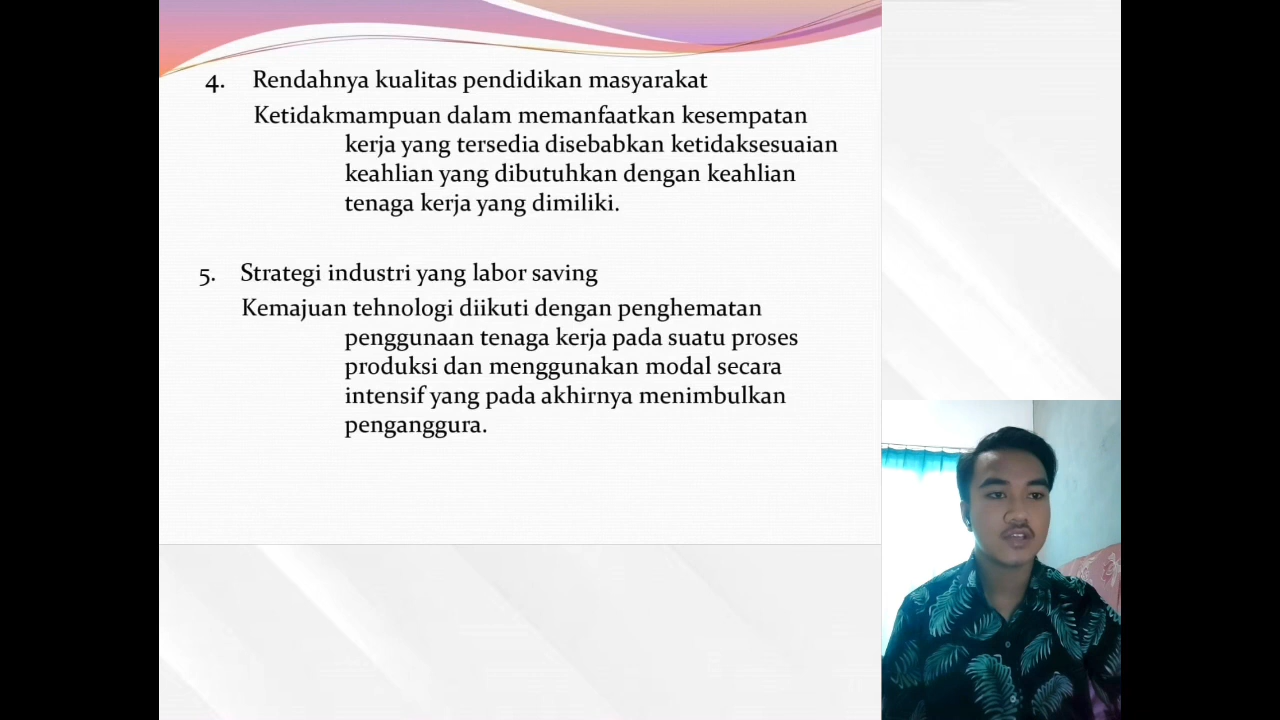 4. Rendahnya kualitas pendidikan masyarakat
Ketidakmampuan dalam memanfaatkan kesempatan
kerja yang tersedia disebabkan ketidaksesuaian
keahlian yang dibutuhkan dengan keahlian
tenaga kerja yang dimiliki.
5. Strategi industri yang labor saving
Kemajuan tehnologi diikuti dengan penghematan
penggunaan tenaga kerja pada suatu proses
produksi dan menggunakan modal secara
intensif yang pada akhirnya menimbulkan
penganggura.